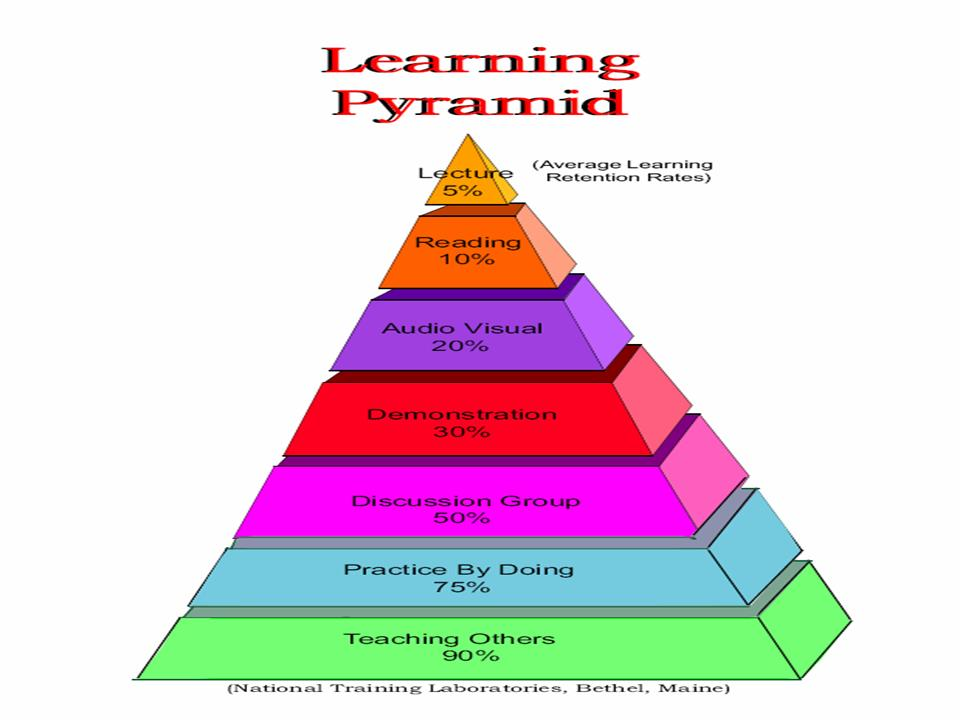 Learning
Pyramid
Lecture
5%
(Average Learning
Retention Rates)
Reading
10%
Audio Visual
20%
Demonstration
30%
Discussion Group
50%
Practice By Doing
75%
Teaching Others
90%
(National Training Laboratories, Bethel, Maine)